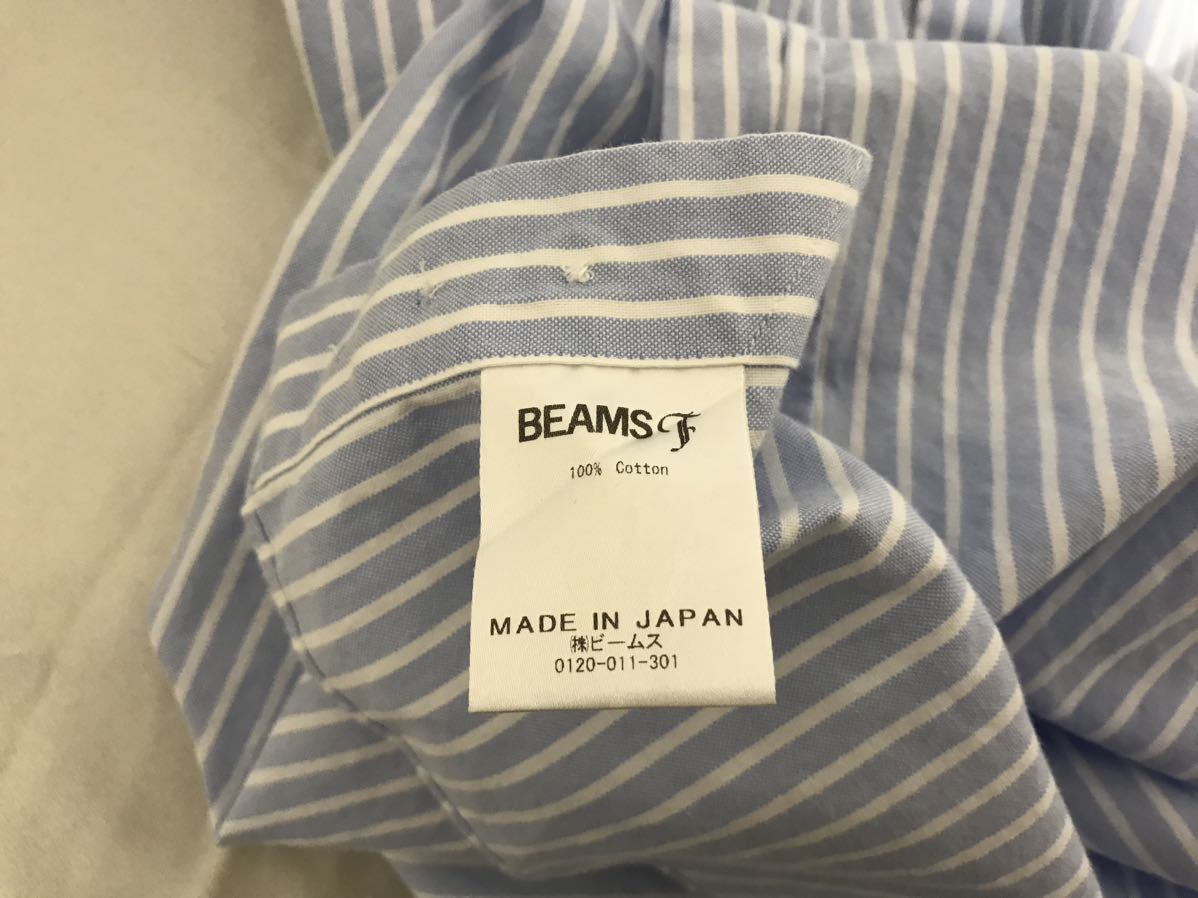 BEAMS F
100% Cotton
MADE IN JAPAN
㈱ビームス
0120-011-301